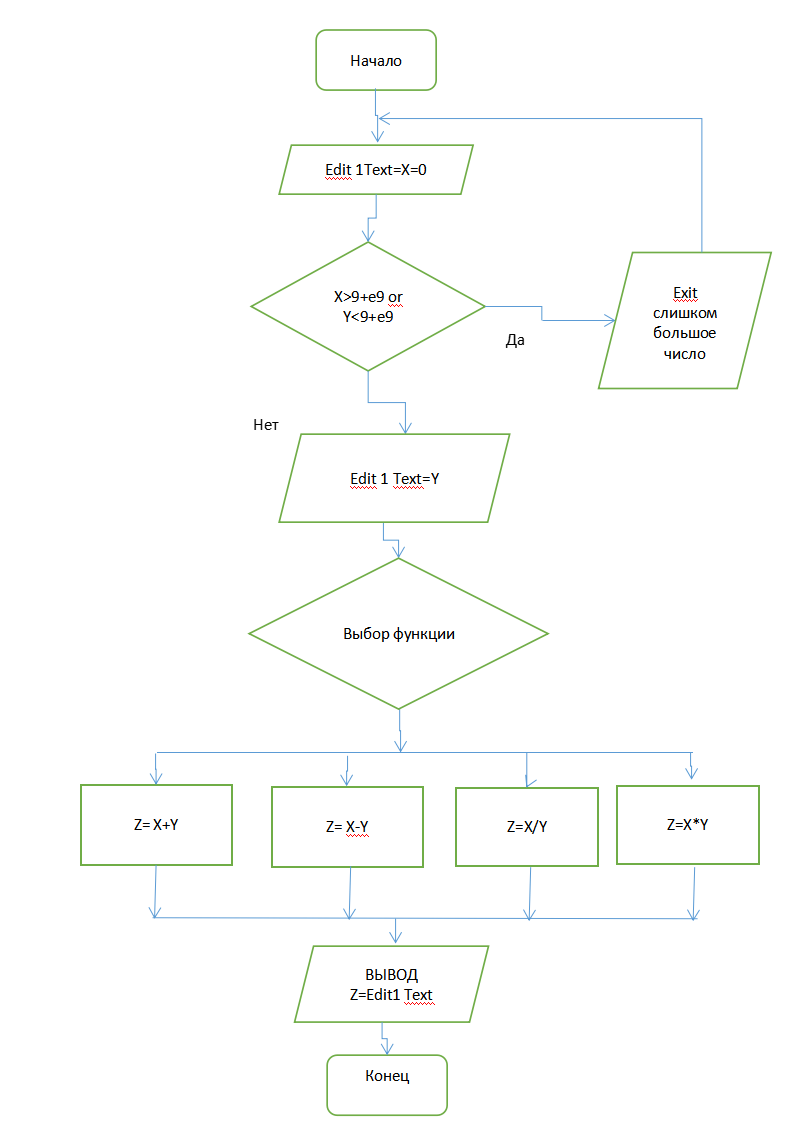 Начало
Edit 1Text=X=0
X>9+e9 or
Y<9+e9
Exit
слишком
большое
число
Да
Нет
Edit 1 Text=Y
Выбор функции
Z= X+Y
Z= X-Y
Z=X/Y
Z=X*Y
ВЫВОД
Z=Edit1 Text
Конец